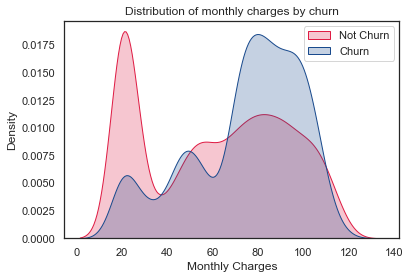 Distribution of monthly charges by churn
Not Churn
Churn
0.0175
0.0150
0.0125
0.0100
0.0075
0.0050
0.0025
0.0000
Density
0 20 40 60 80 100 120 140
Monthly Charges